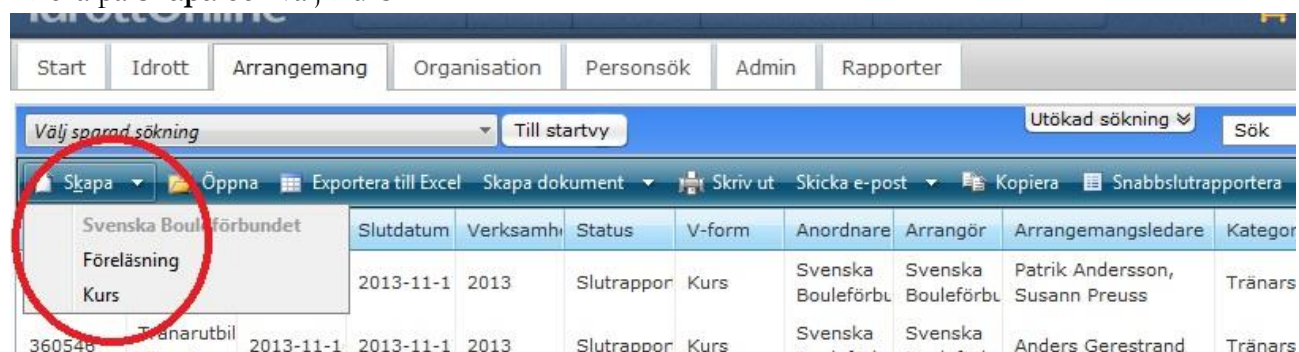 IdrottOnline
Start Idrott Arrangemang Organisation Personsök Admin Rapporter
Välj sparad sökning Till startvy Utökad sökning Sök
Skapa Öppna Exportera till Excel Skapa dokument Skriv ut Skicka e-post Kopiera Snabbslutrapportera
Svenska Bouleförbundet Slutdatum Verksamh Status V-form Anordnare Arrangör Arrangemangsledare Kategor
Föreläsning
Kurs
2013-11-1 2013 Slutrappor Kurs Svenska Svenska Patrik Andersson, Tränars
Bouleförbu Bouleförbu Susann Preuss
360546 Tränarutbil 2013-11-1 2013-11-1 2013 Slutrappor Kurs Svenska Svenska Anders Gerestrand Tränars